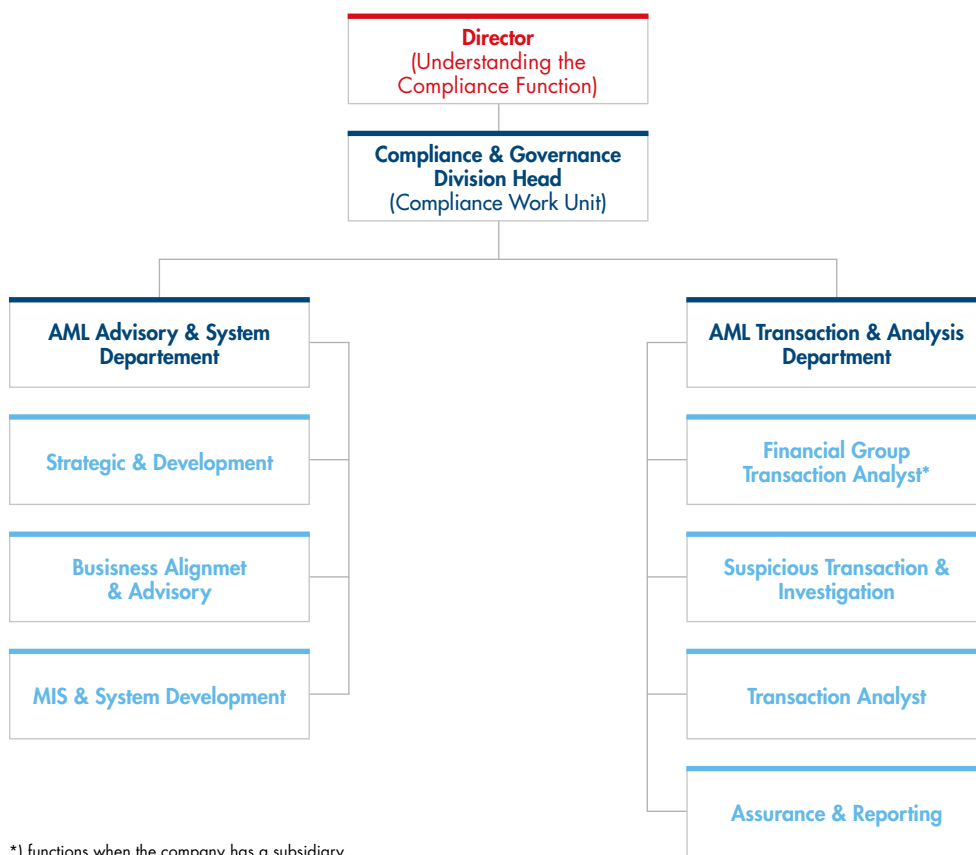 Director
(Understanding the
Compliance Function)
Compliance & Governance
Division Head
(Compliance Work Unit)
AML Advisory & System
Departement
AML Transaction & Analysis
Department
Strategic & Development
Financial Group
Transaction Analyst*
Busisness Alignmet
& Advisory
Suspicious Transaction &
Investigation
MIS & System Development
Transaction Analyst
Assurance & Reporting
*) functions when the company has a subsidiary